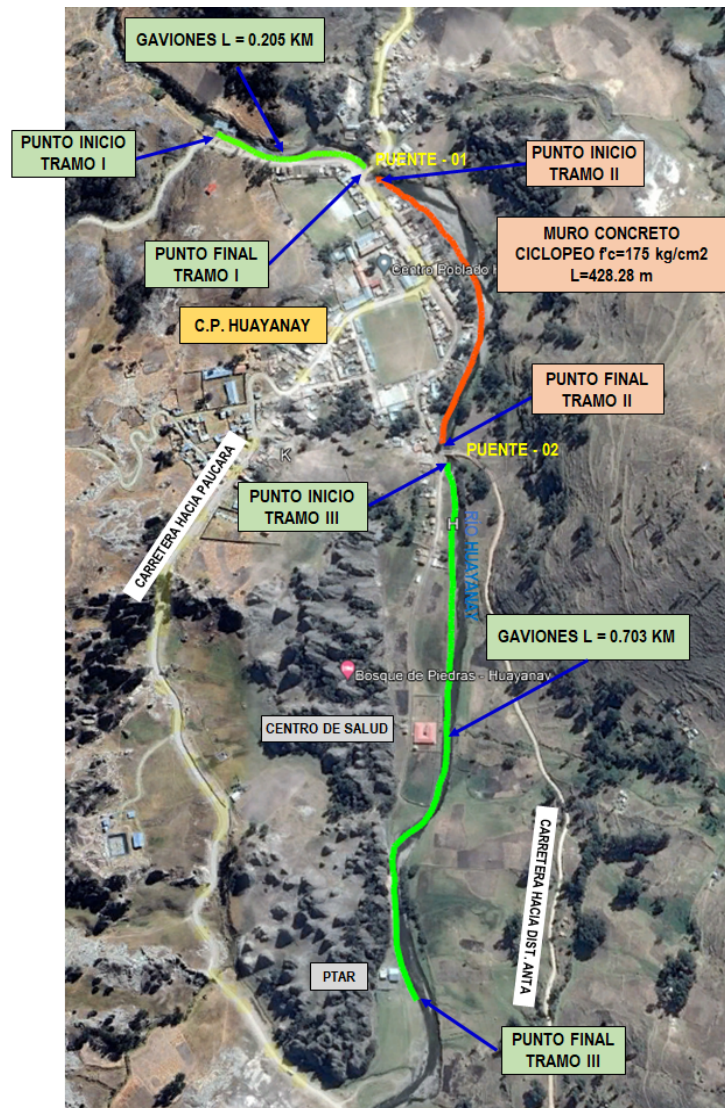 GAVIONES L = 0.205 KM
PUNTO INICIO
TRAMO I
PUENTE - 01
PUNTO INICIO
TRAMO II
PUNTO FINAL
TRAMO I
MURO CONCRETO
CICLOPEO f'c=175 kg/cm2
L=428.28 m
Centro Poblado H
C.P. HUAYANAY
PUNTO FINAL
TRAMO II
PUENTE - 02
K
PUNTO INICIO
TRAMO III
CARRETERA HACIA PAUCARA
H
RIO HUAYANAY
GAVIONES L = 0.703 KM
Bosque de Piedras - Huayanay
CENTRO DE SALUD
CARRETERA HACIA DIST. ANTA
PTAR
PUNTO FINAL
TRAMO III